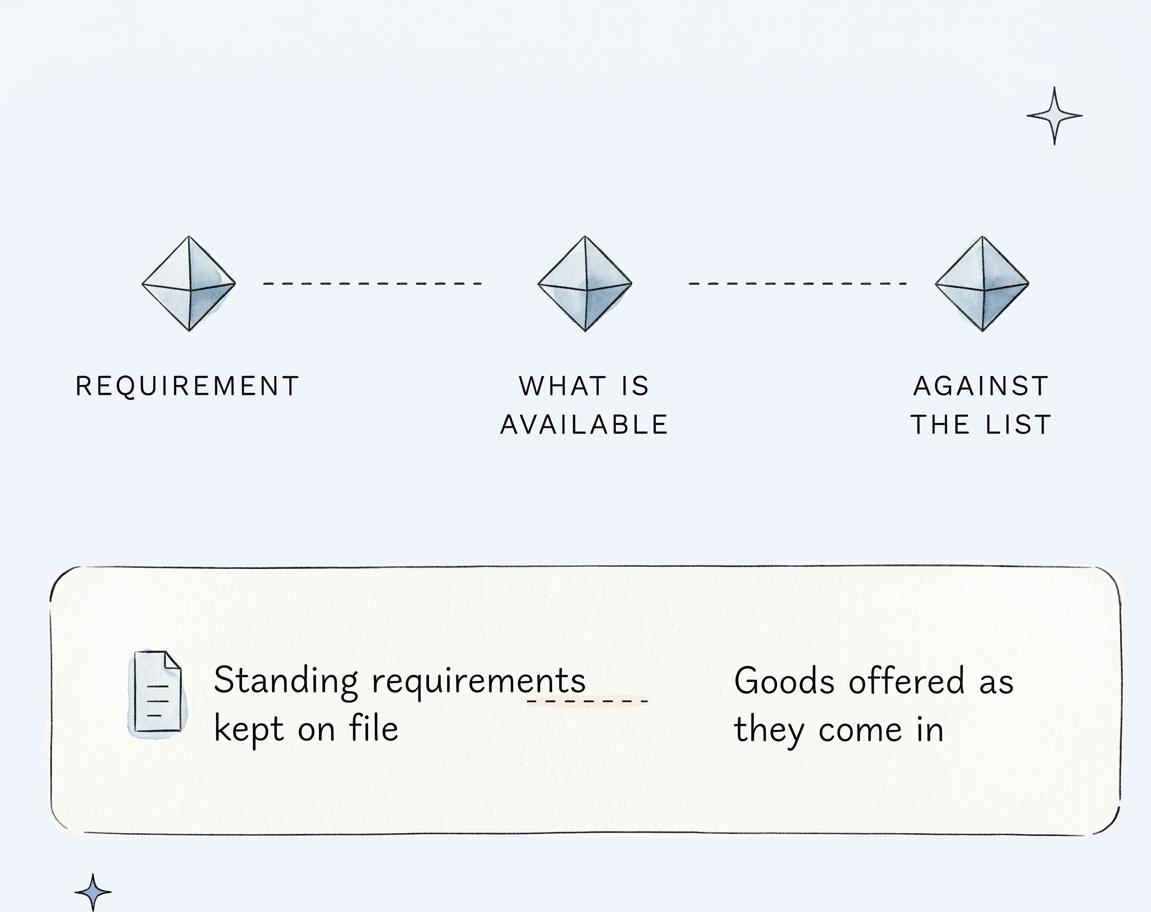 REQUIREMENT
WHAT IS
AVAILABLE
AGAINST
THE LIST
Standing requirements
kept on file
Goods offered as
they come in